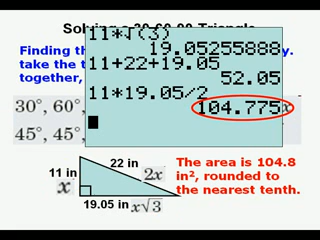 Solving a 30-60-90 Triangle
Finding th
y.
take the
together,
11*√(3)
19.05255888
11+22+19.05
52.05
11*19.05/2
104.775
30°, 60°,
x
45°, 45°,
11 in
x
22 in
2x
19.05 in x√3
The area is 104.8
in², rounded to
the nearest tenth.